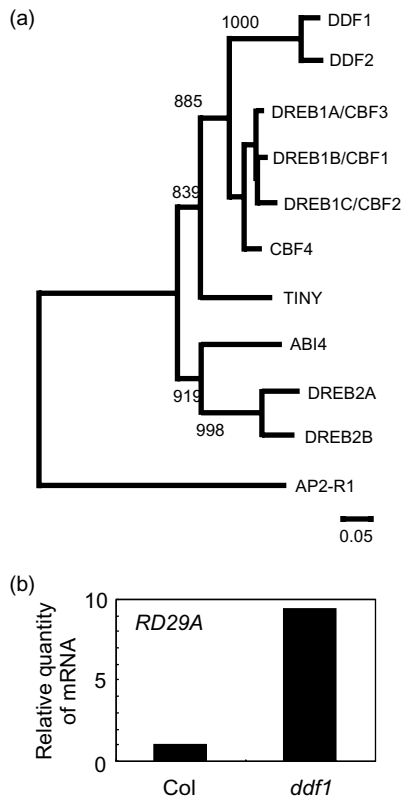 (a)
1000
DDF1
DDF2
885
DREB1A/CBF3
DREB1B/CBF1
839
DREB1C/CBF2
CBF4
TINY
ABI4
919
DREB2A
998
DREB2B
AP2-R1
0.05
(b)
Relative quantity
of mRNA
10
5
0
RD29A
Col
ddf1